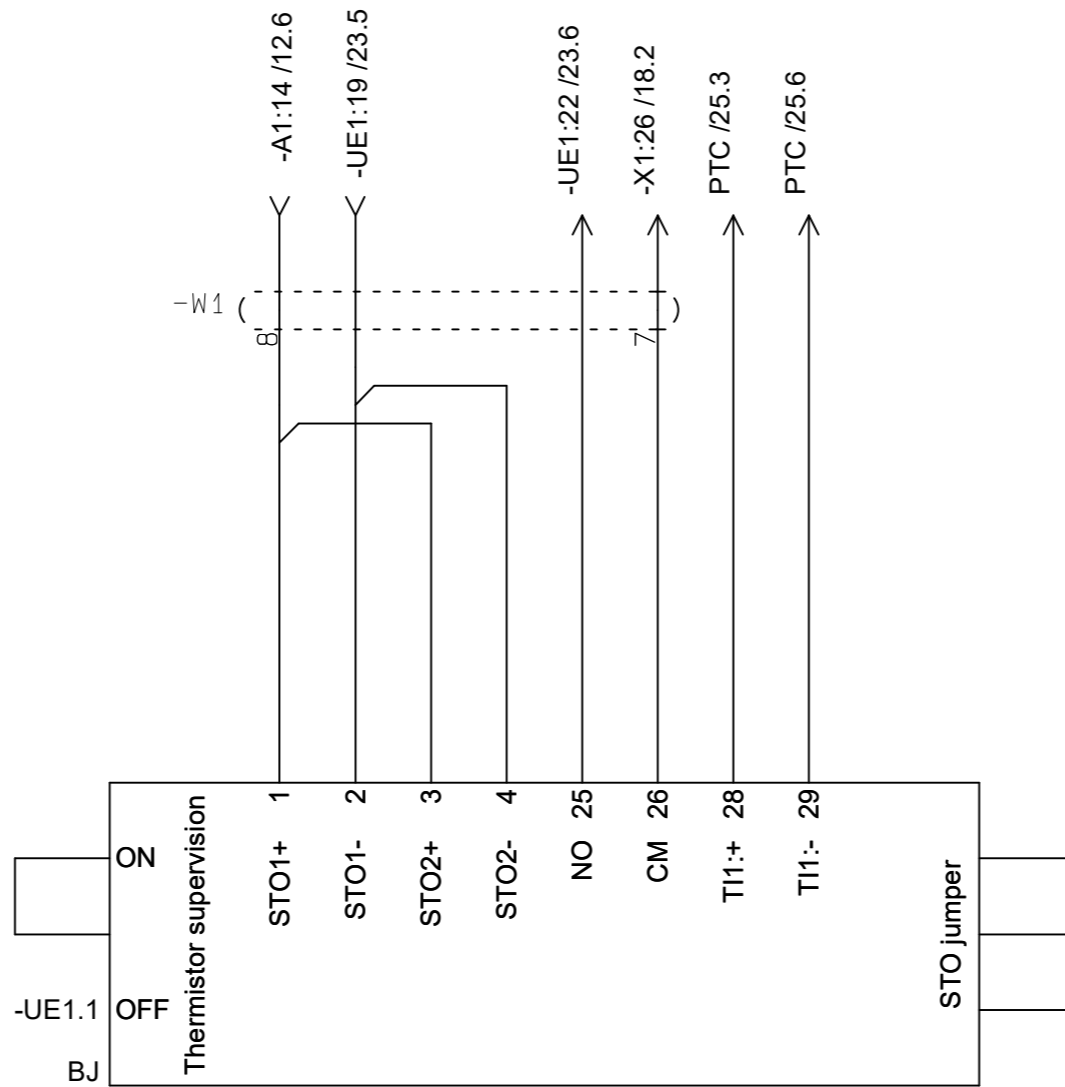 -A1:14 /12.6
-UE1:19 /23.5
-UE1:22 /23.6
-X1:26 /18.2
PTC /25.3
PTC /25.6
-W1
8
7
1
2
3
4
25
26
28
29
STO1+
STO1-
STO2+
STO2-
NO
CM
TI1:+
TI1:-
ON
OFF
Thermistor supervision
STO jumper
-UE1.1
BJ